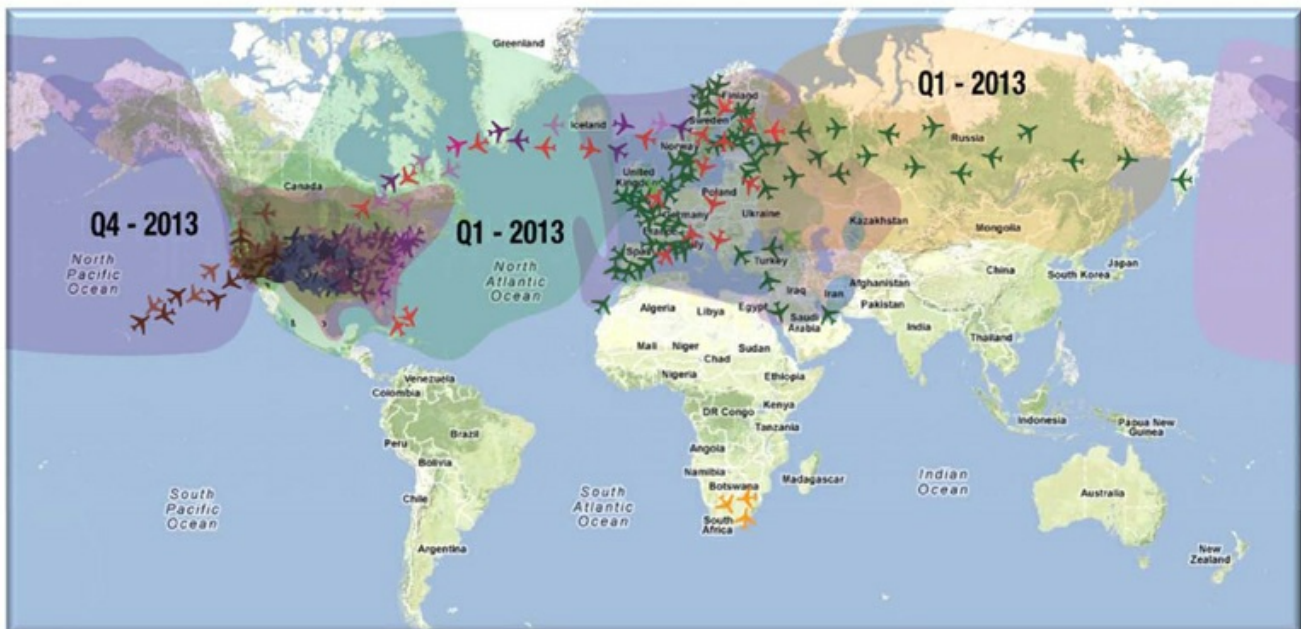 Greenland
Q1 - 2013
Finland
Iceland
Sweden
Russia
Norway
United
Kingdom
Canada
Poland
Q4 - 2013
Q1 - 2013
Germany
Ukraine
Kazakhstan
Mongolia
North
Pacific
Ocean
North
Atlantic
Ocean
Spain
Italy
Turkey
Japan
China
South Korea
Afghanistan
Iraq
Iran
Pakistan
Algeria
Libya
Egypt
Saudi
Arabia
India
Mali
Niger
Chad
Sudan
Thailand
Nigeria
Ethiopia
Venezuela
Colombia
Kenya
DR Congo
Tanzania
Indonesia
Papua New
Guinea
Brazil
Peru
Angola
Bolivia
Namibia
Madagascar
Botswana
Indian
Ocean
South
Pacific
Ocean
South
Atlantic
Ocean
Chile
Australia
South
Africa
Argentina
New
Zealand